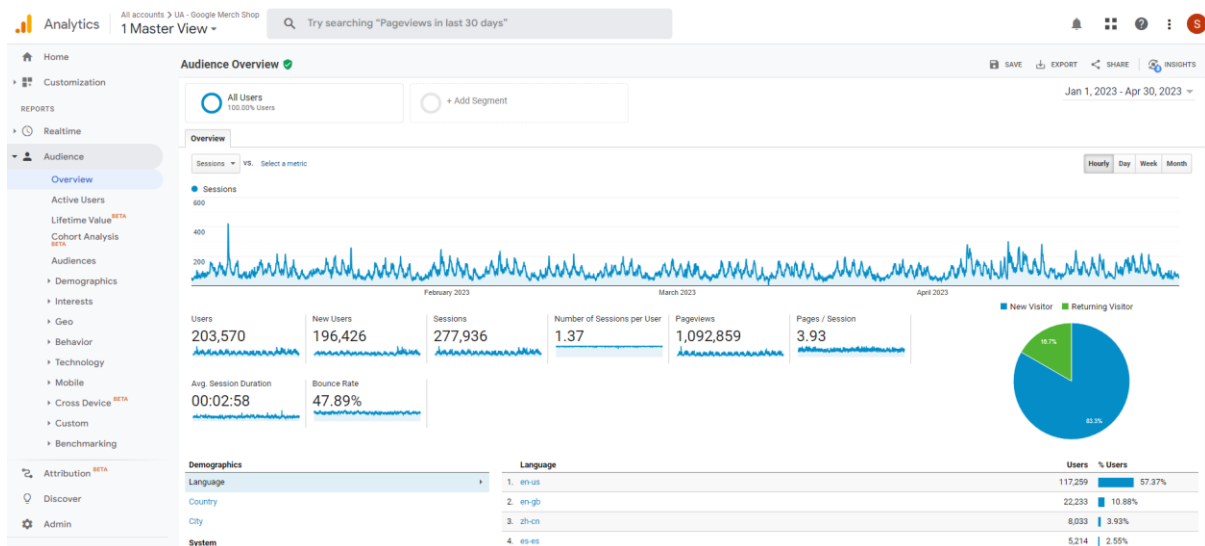 Analytics
All accounts > UA - Google Merch Shop
1 Master View
Try searching “Pageviews in last 30 days”
S
Home
Customization
REPORTS
Realtime
Audience
Overview
Active Users
Lifetime Value BETA
Cohort Analysis
BETA
Audiences
Demographics
Interests
Geo
Behavior
Technology
Mobile
Cross Device BETA
Custom
Benchmarking
Attribution BETA
Discover
Admin
Audience Overview
SAVE EXPORT SHARE INSIGHTS
All Users
100.00% Users
+ Add Segment
Jan 1, 2023 - Apr 30, 2023
Overview
Sessions VS. Select a metric
Hourly Day Week Month
Sessions
600
400
200
February 2023 March 2023 April 2023
New Visitor Returning Visitor
Users
203,570
New Users
196,426
Sessions
277,936
Number of Sessions per User
1.37
Pageviews
1,092,859
Pages / Session
3.93
Avg. Session Duration
00:02:58
Bounce Rate
47.89%
16.7%
83.3%
Demographics
Language
Country
City
System
Language Users % Users
1. en-us 117,259 57.37%
2. en-gb 22,233 10.88%
3. zh-cn 8,033 3.93%
4. es-es 5,214 2.55%